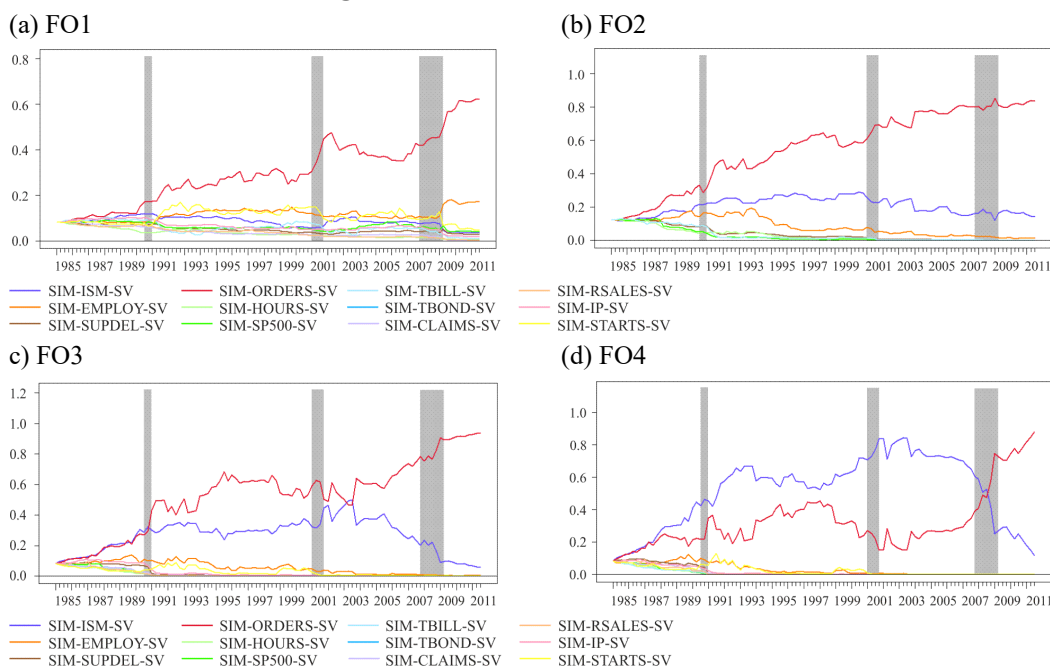 (a) FO1
0.8
0.6
0.4
0.2
0.0
1985 1987 1989 1991 1993 1995 1997 1999 2001 2003 2005 2007 2009 2011
SIM-ISM-SV SIM-ORDERS-SV SIM-TBILL-SV SIM-RSALES-SV
SIM-EMPLOY-SV SIM-HOURS-SV SIM-TBOND-SV SIM-IP-SV
SIM-SUPDEL-SV SIM-SP500-SV SIM-CLAIMS-SV SIM-STARTS-SV
(b) FO2
1.0
0.8
0.6
0.4
0.2
0.0
1985 1987 1989 1991 1993 1995 1997 1999 2001 2003 2005 2007 2009 2011
c) FO3
1.2
1.0
0.8
0.6
0.4
0.2
0.0
1985 1987 1989 1991 1993 1995 1997 1999 2001 2003 2005 2007 2009 2011
SIM-ISM-SV SIM-ORDERS-SV SIM-TBILL-SV SIM-RSALES-SV
SIM-EMPLOY-SV SIM-HOURS-SV SIM-TBOND-SV SIM-IP-SV
SIM-SUPDEL-SV SIM-SP500-SV SIM-CLAIMS-SV SIM-STARTS-SV
(d) FO4
1.0
0.8
0.6
0.4
0.2
0.0
1985 1987 1989 1991 1993 1995 1997 1999 2001 2003 2005 2007 2009 2011